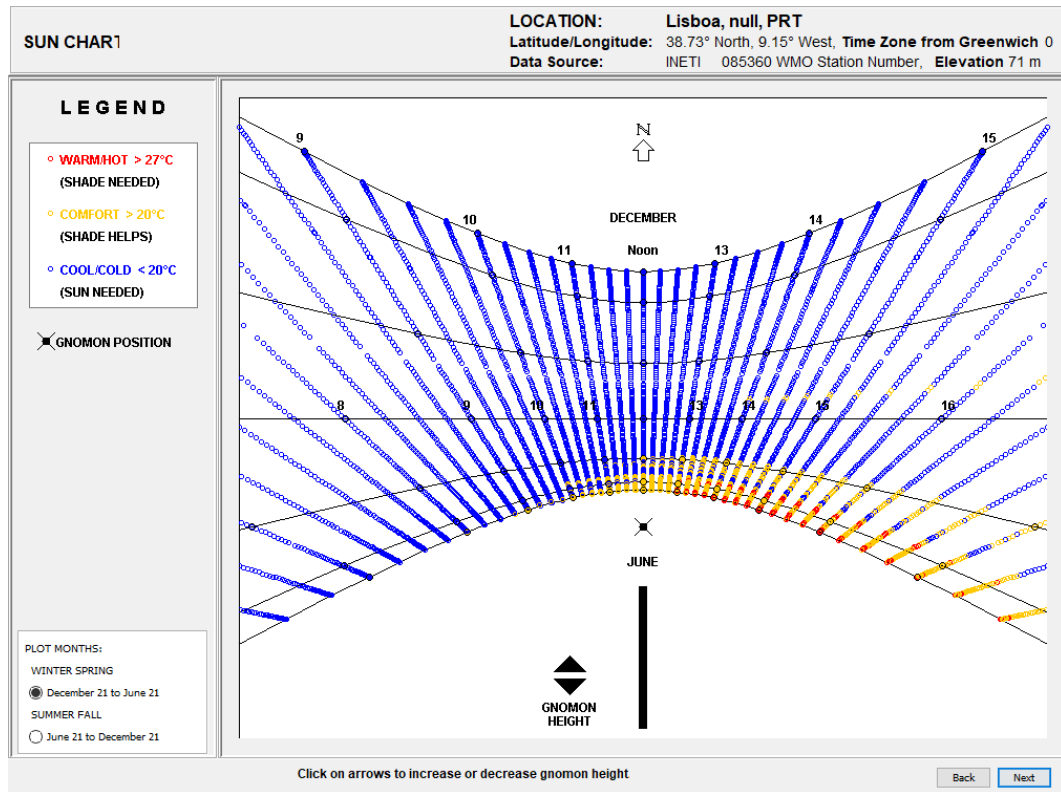 SUN CHART
LOCATION: Lisboa, null, PRT
Latitude/Longitude: 38.73° North, 9.15° West, Time Zone from Greenwich 0
Data Source: INETI 085360 WMO Station Number, Elevation 71 m
LEGEND
WARM/HOT > 27°C
(SHADE NEEDED)
COMFORT > 20°C
(SHADE HELPS)
COOL/COLD < 20°C
(SUN NEEDED)
GNOMON POSITION
PLOT MONTHS:
WINTER SPRING
December 21 to June 21
SUMMER FALL
June 21 to December 21
N
9 15
DECEMBER
10 14
11 Noon 13
8 9 10 11 13 14 15 16
JUNE
GNOMON
HEIGHT
Click on arrows to increase or decrease gnomon height
Back Next